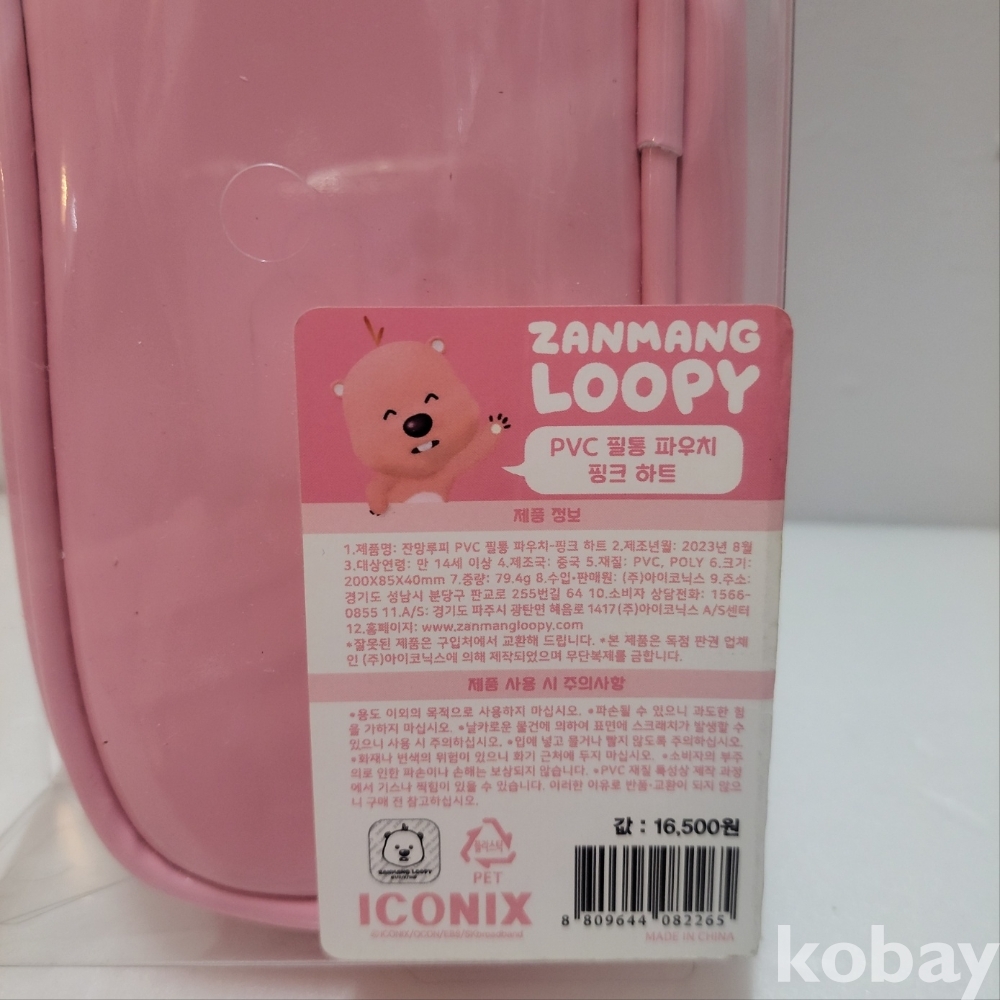 ZANMANG
LOOPY
PVC 필통 파우치
핑크 하트
제품 정보
1.제품명: 잔망루피 PVC 필통 파우치-핑크 하트 2.제조년월: 2023년 8월
3.대상연령: 만 14세 이상 4.제조국: 중국 5.재질: PVC, POLY 6.크기:
200X85X40mm 7.중량: 79.4g 8.수입·판매원: (주)아이코닉스 9.주소:
경기도 성남시 분당구 판교로 255번길 64 10.소비자 상담전화: 1566-
0855 11.A/S: 경기도 파주시 광탄면 혜음로 1417(주)아이코닉스 A/S센터
12.홈페이지: www.zanmangloopy.com
•잘못된 제품은 구입처에서 교환해 드립니다. •본 제품은 독점 판권 업체
인 (주)아이코닉스에 의해 제작되었으며 무단복제를 금합니다.
제품 사용 시 주의사항
•용도 이외의 목적으로 사용하지 마십시오. •파손될 수 있으니 과도한 힘
을 가하지 마십시오. •날카로운 물건에 의하여 표면에 스크래치가 발생할 수
있으니 사용 시 주의하십시오. •입에 넣고 물거나 빨지 않도록 주의하십시오.
•화재나 변색의 위험이 있으니 화기 근처에 두지 마십시오. •소비자의 부주
의로 인한 파손이나 손해는 보상되지 않습니다. •PVC 재질 특성상 제작 과정
에서 기스나 찍힘이 있을 수 있습니다. 이러한 이유로 반품·교환이 되지 않으
니 구매 전 참고하십시오.
값 : 16,500원
ZANMANG LOOPY
플라스틱
PET
ICONIX
8 809644 082265
MADE IN CHINA
kobay